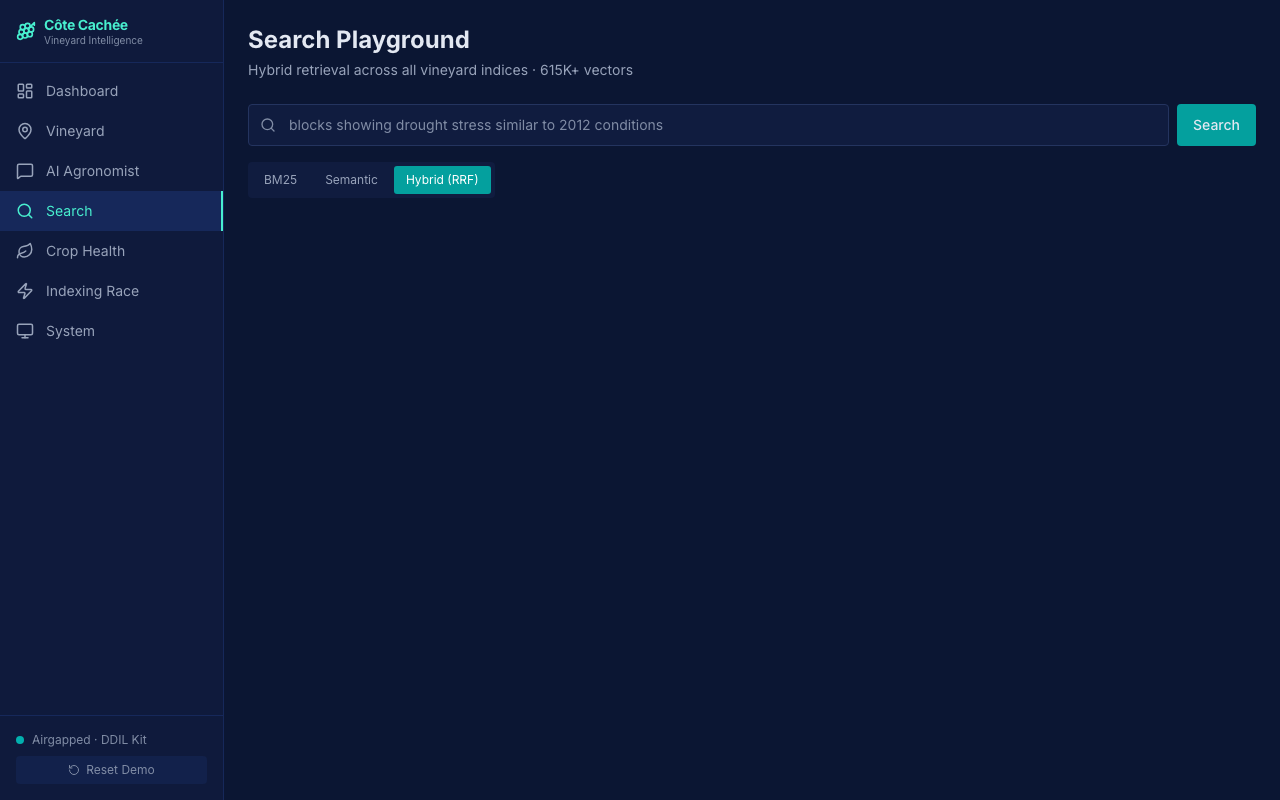 Côte Cachée
Vineyard Intelligence
Dashboard
Vineyard
AI Agronomist
Search
Crop Health
Indexing Race
System
Airgapped · DDIL Kit
Reset Demo
Search Playground
Hybrid retrieval across all vineyard indices · 615K+ vectors
blocks showing drought stress similar to 2012 conditions
Search
BM25
Semantic
Hybrid (RRF)